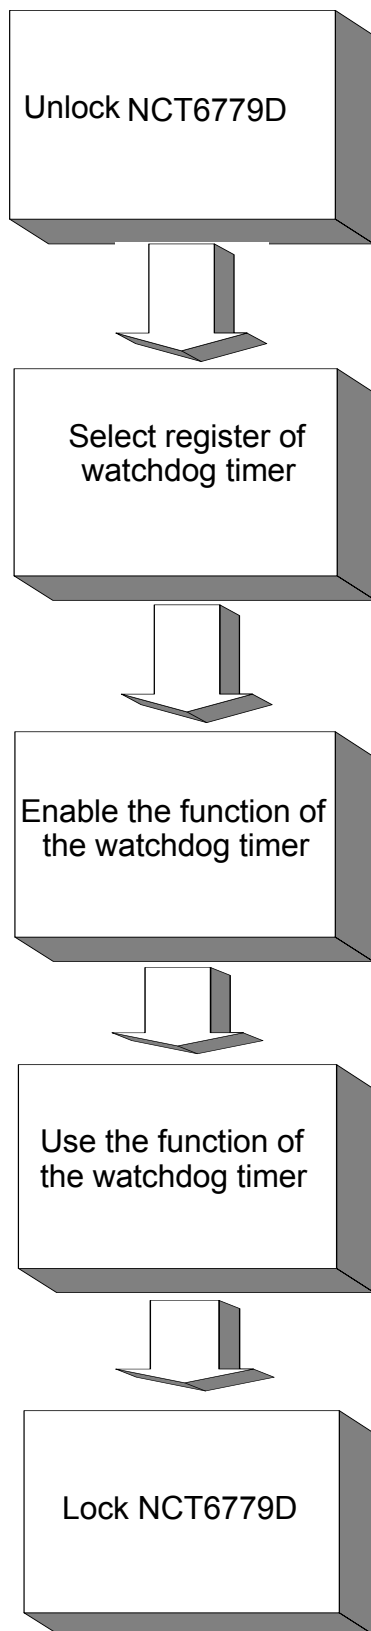 Unlock NCT6779D
Select register of
watchdog timer
Enable the function of
the watchdog timer
Use the function of
the watchdog timer
Lock NCT6779D